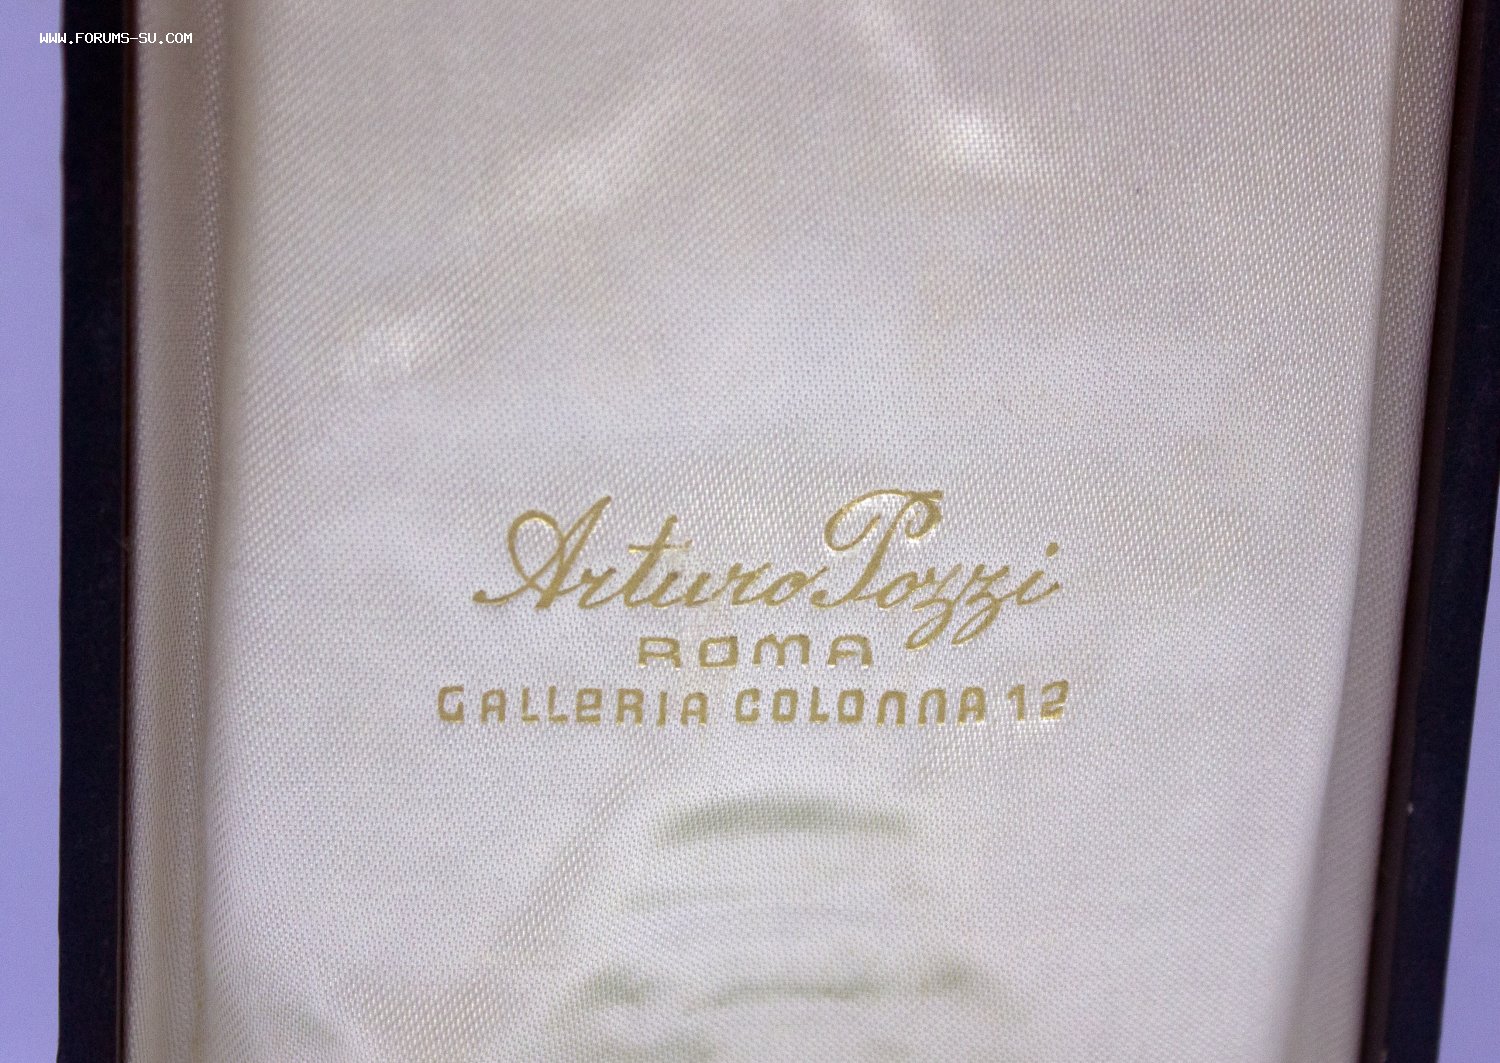 WWW.FORUMS-SU.COM
Arturo Pozzi
ROMA
GALLERIA COLONNA 12